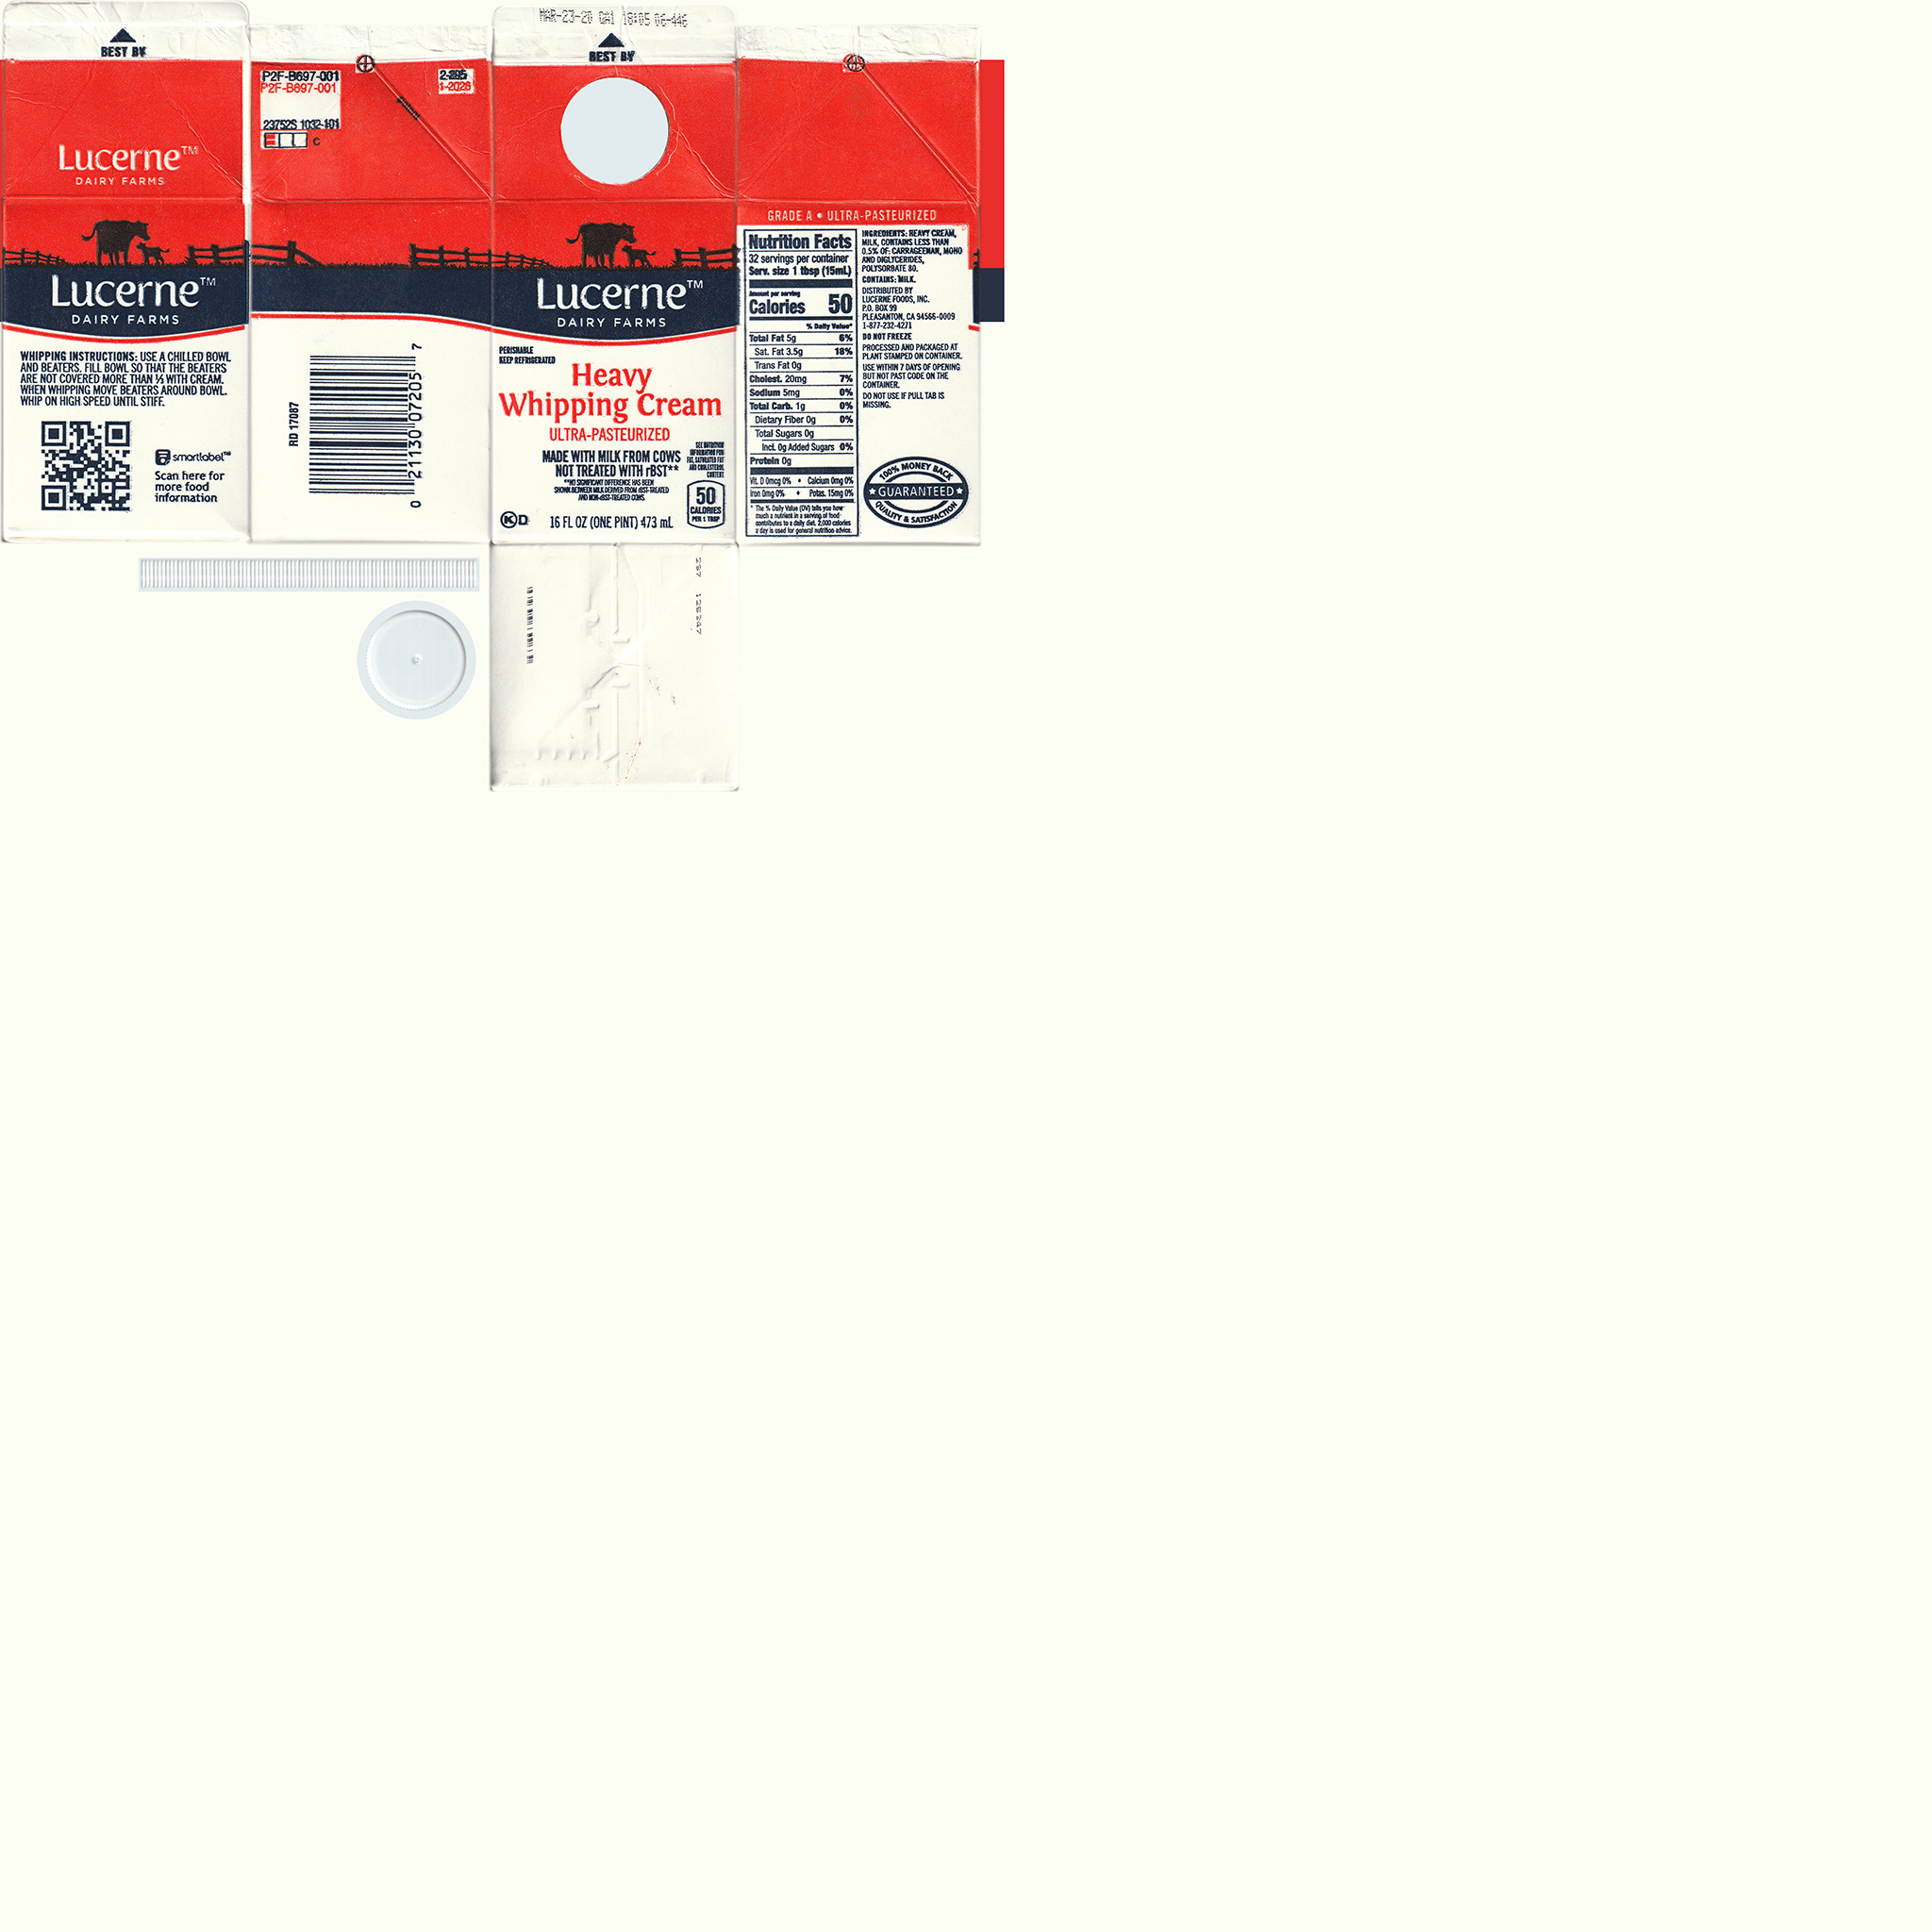 BEST BY
Lucerne™
DAIRY FARMS
Lucerne™
DAIRY FARMS
WHIPPING INSTRUCTIONS: USE A CHILLED BOWL
AND BEATERS. FILL BOWL SO THAT THE BEATERS
ARE NOT COVERED MORE THAN ⅓ WITH CREAM.
WHEN WHIPPING MOVE BEATERS AROUND BOWL.
WHIP ON HIGH SPEED UNTIL STIFF.
smartlabel™
Scan here for
more food
information
P2F-B697-001
P2F-B697-001
23752S 1032-101
C
RD 17087
0 21130 07205 7
MAR-23-20 18:05 06-446
BEST BY
Lucerne™
DAIRY FARMS
PERISHABLE
KEEP REFRIGERATED
Heavy
Whipping Cream
ULTRA-PASTEURIZED
MADE WITH MILK FROM COWS
NOT TREATED WITH rBST**
**NO SIGNIFICANT DIFFERENCE HAS BEEN
SHOWN BETWEEN MILK DERIVED FROM rBST-TREATED
AND NON-rBST-TREATED COWS.
SEE NUTRITION
INFORMATION FOR
FAT, SATURATED FAT
AND CHOLESTEROL
CONTENT.
50
CALORIES
PER 1 TBSP
K D
16 FL OZ (ONE PINT) 473 mL
287 125247
GRADE A • ULTRA-PASTEURIZED
Nutrition Facts
32 servings per container
Serv. size 1 tbsp (15mL)
Amount per serving
Calories 50
% Daily Value*
Total Fat 5g 6%
Sat. Fat 3.5g 18%
Trans Fat 0g
Cholest. 20mg 7%
Sodium 5mg 0%
Total Carb. 1g 0%
Dietary Fiber 0g 0%
Total Sugars 0g
Incl. 0g Added Sugars 0%
Protein 0g
Vit. D 0mcg 0% • Calcium 0mg 0%
Iron 0mg 0% • Potas. 15mg 0%
* The % Daily Value (DV) tells you how
much a nutrient in a serving of food
contributes to a daily diet. 2,000 calories
a day is used for general nutrition advice.
INGREDIENTS: HEAVY CREAM,
MILK, CONTAINS LESS THAN
0.5% OF: CARRAGEENAN, MONO
AND DIGLYCERIDES,
POLYSORBATE 80.
CONTAINS: MILK.
DISTRIBUTED BY
LUCERNE FOODS, INC.
P.O. BOX 99
PLEASANTON, CA 94566-0009
1-877-232-4271
DO NOT FREEZE
PROCESSED AND PACKAGED AT
PLANT STAMPED ON CONTAINER.
USE WITHIN 7 DAYS OF OPENING
BUT NOT PAST CODE ON THE
CONTAINER.
DO NOT USE IF PULL TAB IS
MISSING.
100% MONEY BACK
★ GUARANTEED ★
QUALITY & SATISFACTION